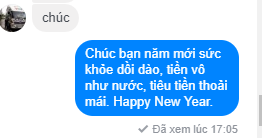 chúc
Chúc bạn năm mới sức
khỏe dồi dào, tiền vô
như nước, tiêu tiền thoải
mái. Happy New Year.
Đã xem lúc 17:05